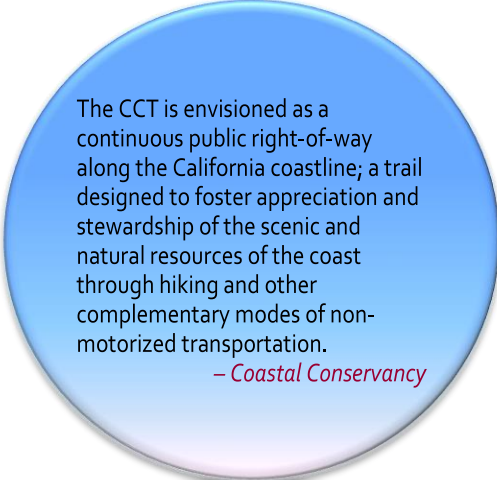 The CCT is envisioned as a
continuous public right-of-way
along the California coastline; a trail
designed to foster appreciation and
stewardship of the scenic and
natural resources of the coast
through hiking and other
complementary modes of non-
motorized transportation.
– Coastal Conservancy